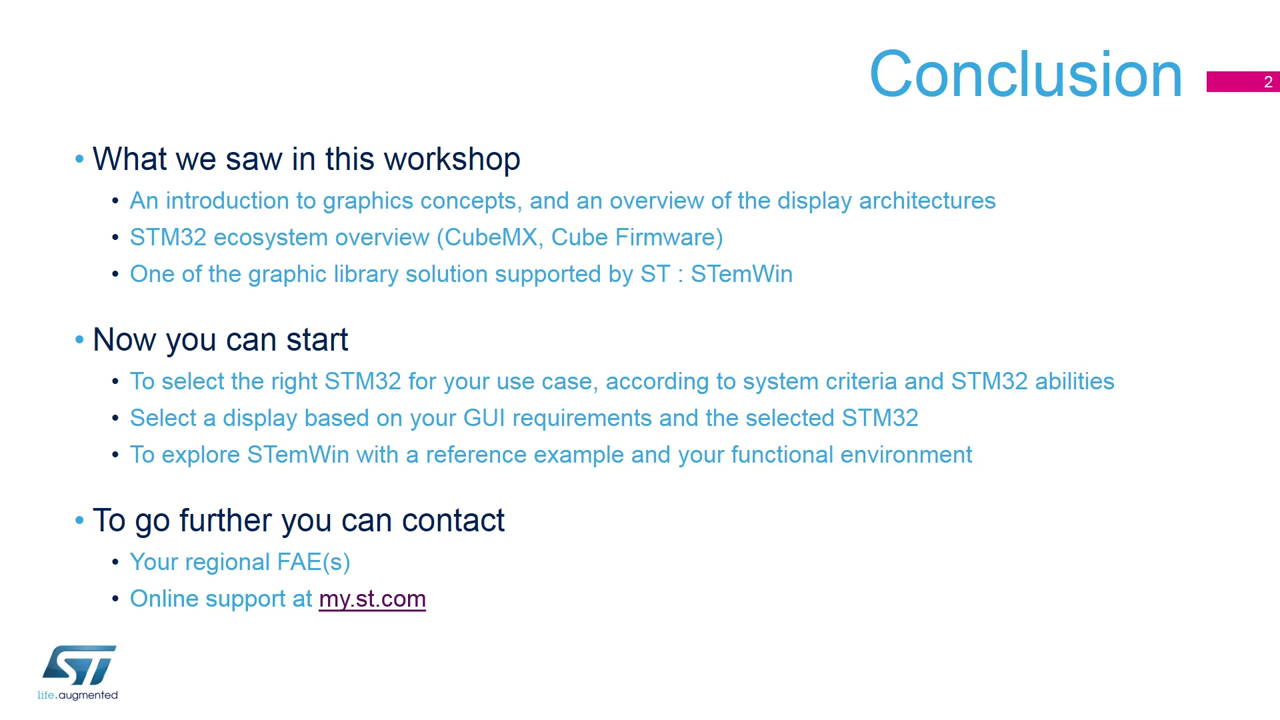 Conclusion
2
• What we saw in this workshop
• An introduction to graphics concepts, and an overview of the display architectures
• STM32 ecosystem overview (CubeMX, Cube Firmware)
• One of the graphic library solution supported by ST : STemWin
• Now you can start
• To select the right STM32 for your use case, according to system criteria and STM32 abilities
• Select a display based on your GUI requirements and the selected STM32
• To explore STemWin with a reference example and your functional environment
• To go further you can contact
• Your regional FAE(s)
• Online support at my.st.com
ST
life.augmented